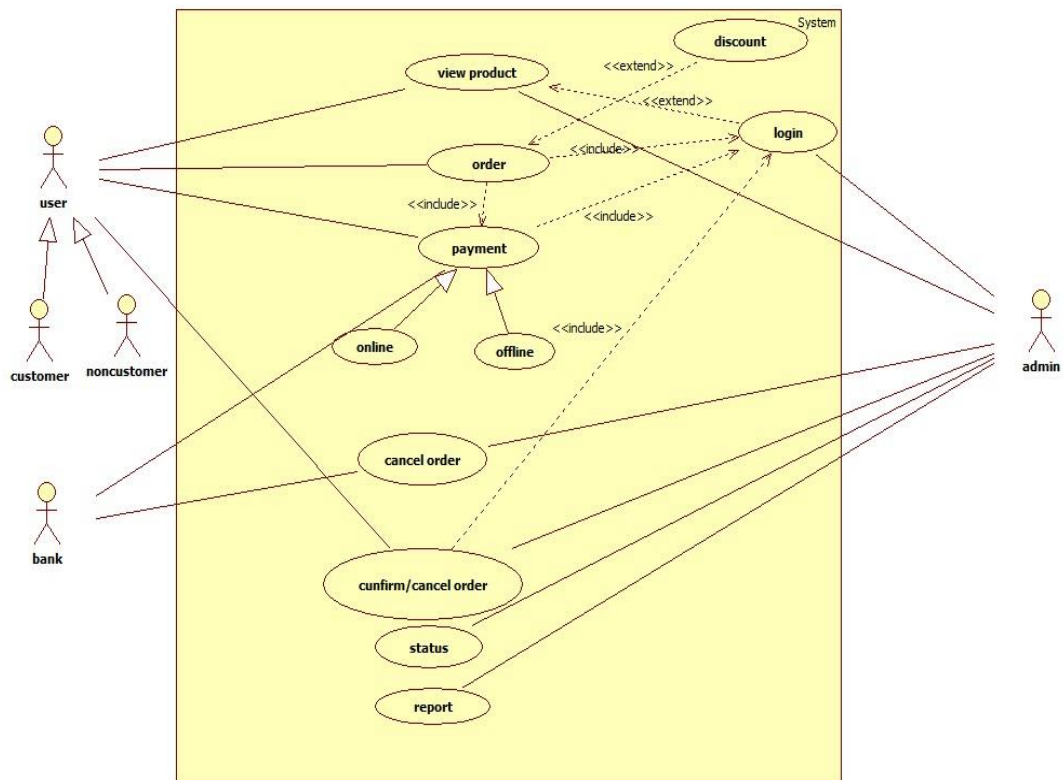 System
discount
view product
<<extend>>
<<extend>>
login
user
order
<<include>>
<<include>>
<<include>>
payment
online
offline
<<include>>
customer
noncustomer
admin
cancel order
bank
cunfirm/cancel order
status
report